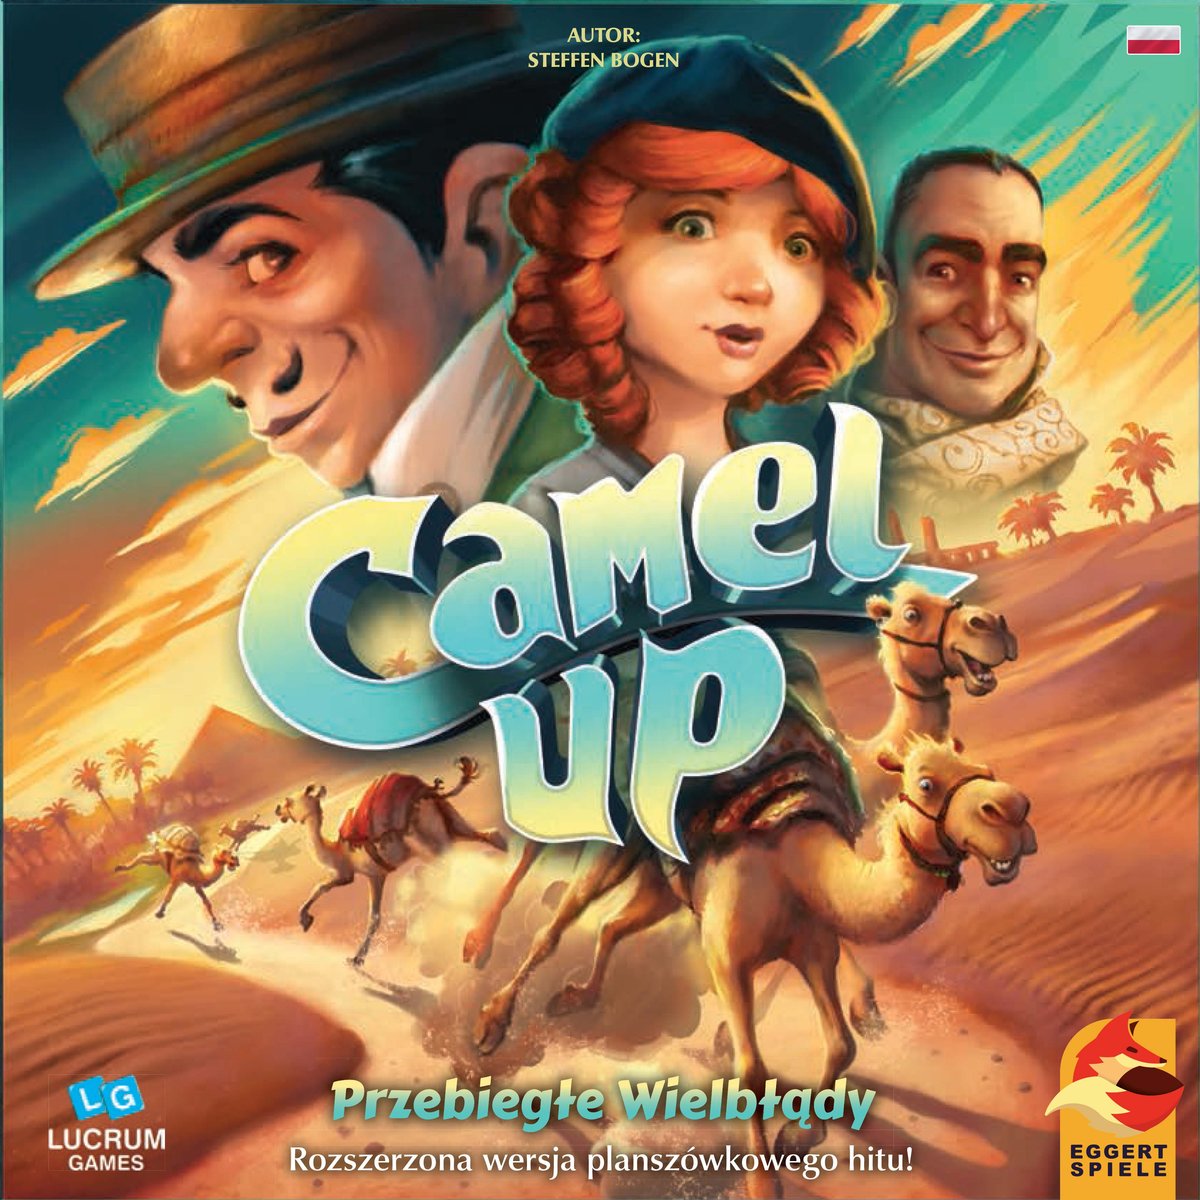 AUTOR:
STEFFEN BOGEN
Camel
UP
Przebiegłe Wielbłądy
Rozszerzona wersja planszówkowego hitu!
LG
LUCRUM
GAMES
EGGERT
SPIELE